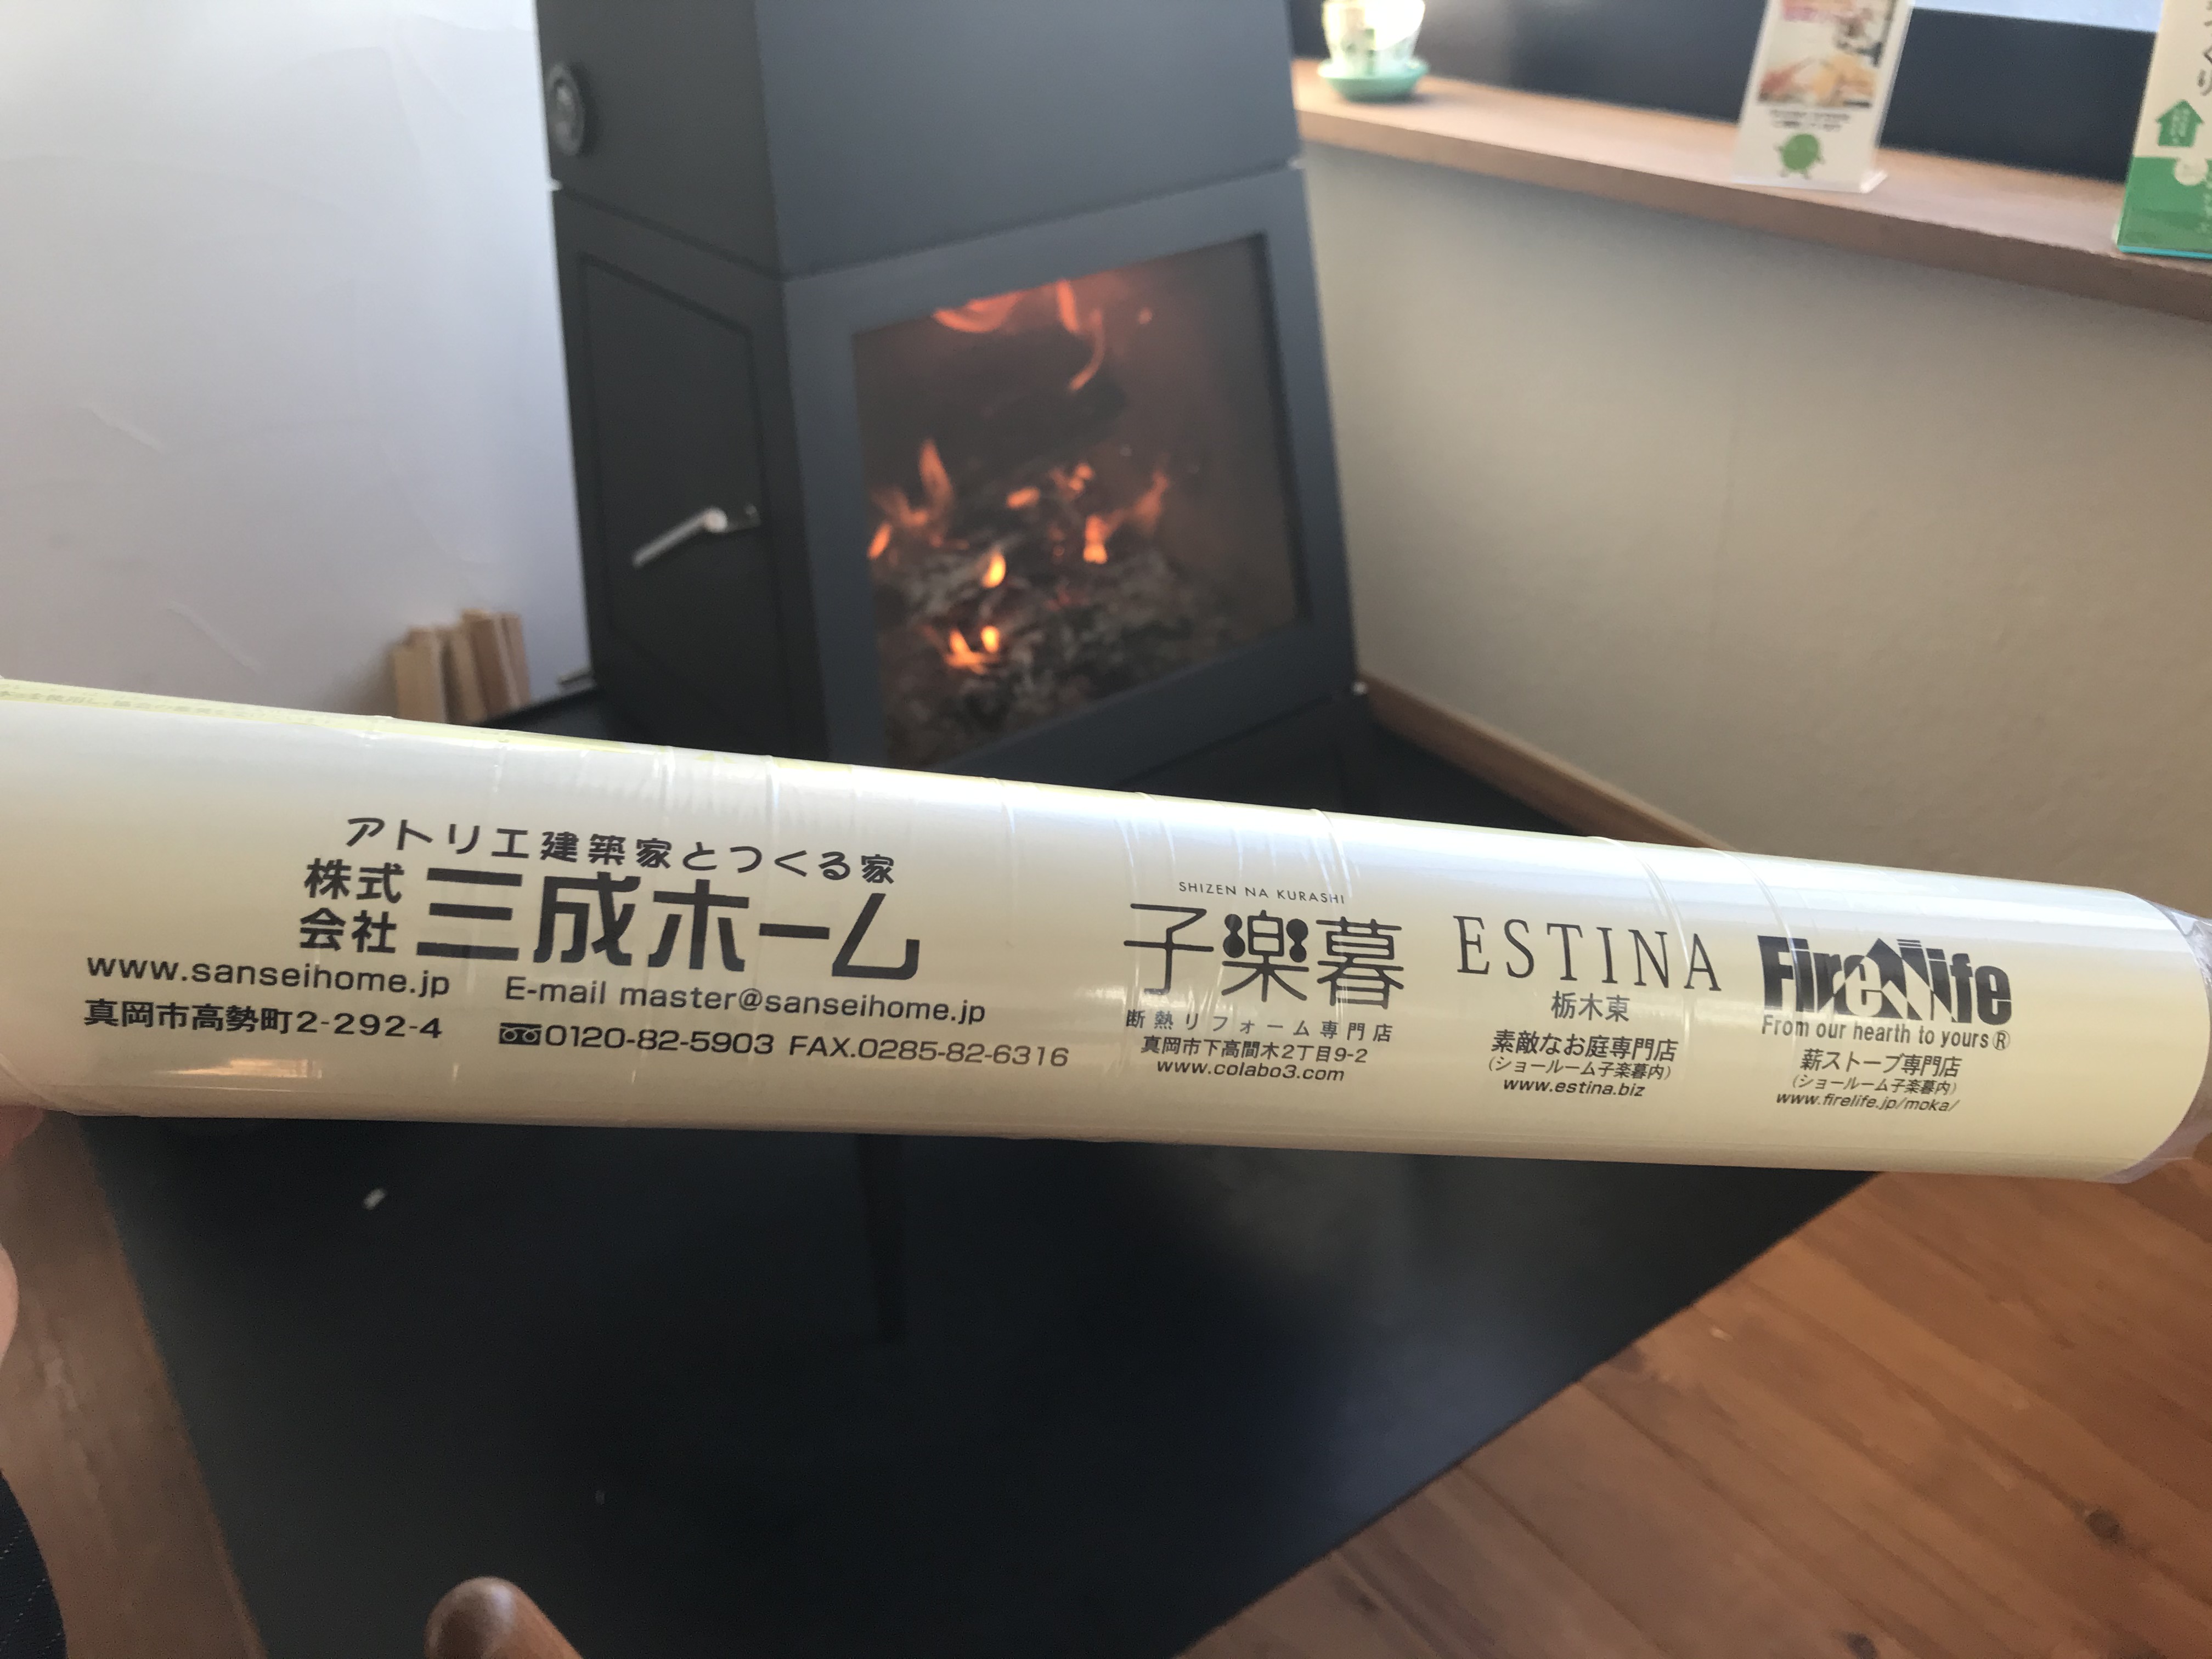 アトリエ建築家とつくる家
株式会社 三成ホーム
www.sanseihome.jp E-mail master@sanseihome.jp
真岡市高勢町2-292-4 0120-82-5903 FAX.0285-82-6316
SHIZEN NA KURASHI
子楽暮
断熱リフォーム専門店
真岡市下高間木2丁目9-2
www.colabo3.com
ESTINA
栃木東
素敵なお庭専門店
(ショールーム子楽暮内)
www.estina.biz
Firelife
From our hearth to yours®
薪ストーブ専門店
(ショールーム子楽暮内)
www.firelife.jp/moka/